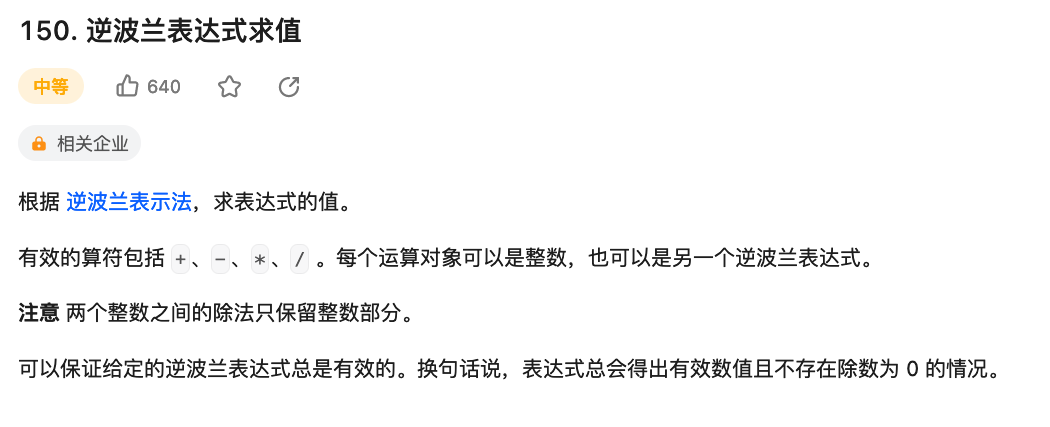 150. 逆波兰表达式求值
中等 640
相关企业
根据 逆波兰表示法，求表达式的值。
有效的算符包括 +、-、*、/ 。每个运算对象可以是整数，也可以是另一个逆波兰表达式。
注意 两个整数之间的除法只保留整数部分。
可以保证给定的逆波兰表达式总是有效的。换句话说，表达式总会得出有效数值且不存在除数为 0 的情况。